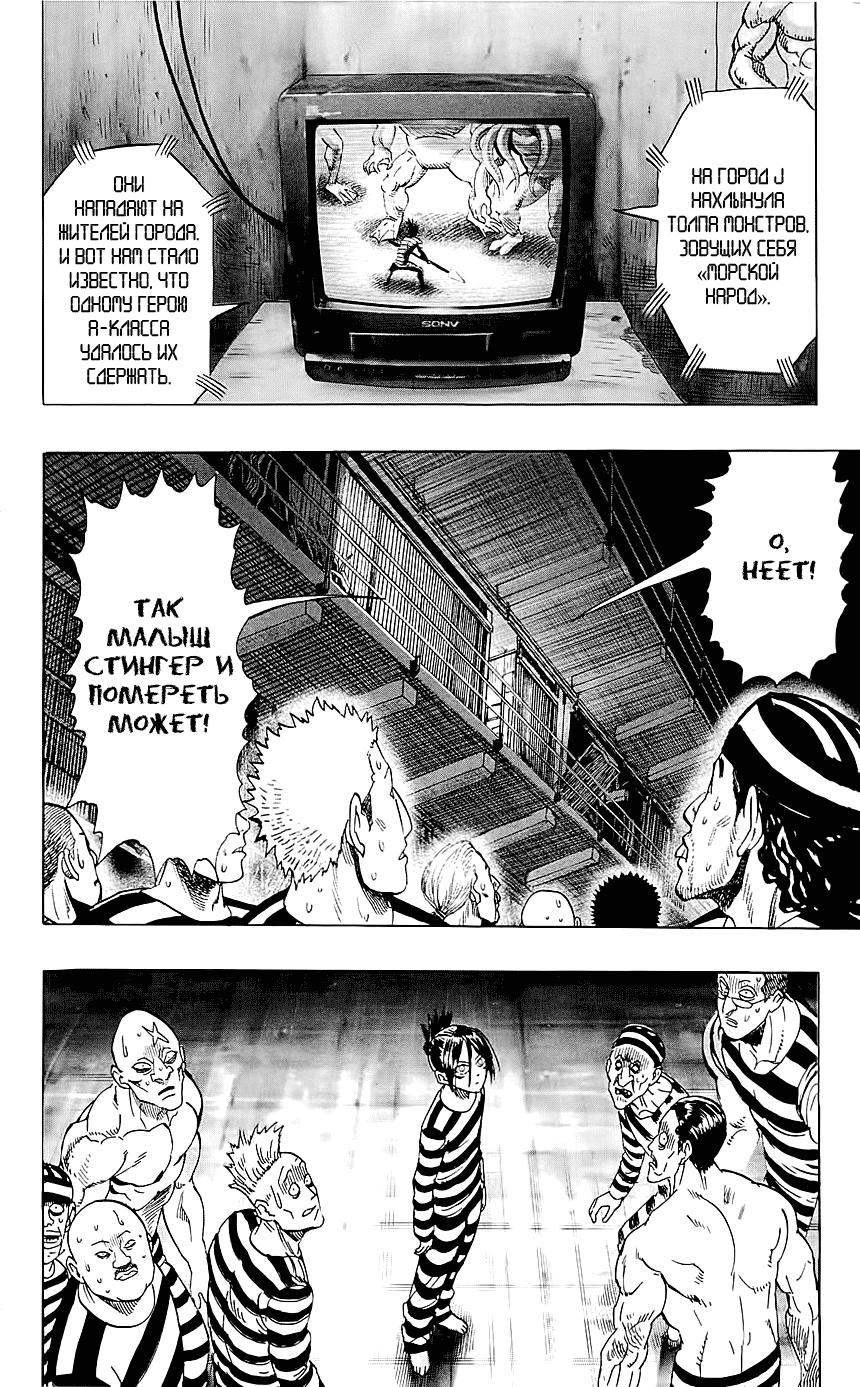 НА ГОРОД J
НАХЛЫНУЛА
ТОЛПА МОНСТРОВ,
ЗОВУЩИХ СЕБЯ
«МОРСКОЙ
НАРОД».
ОНИ
НАПАДАЮТ НА
ЖИТЕЛЕЙ ГОРОДА.
И ВОТ НАМ СТАЛО
ИЗВЕСТНО, ЧТО
ОДНОМУ ГЕРОЮ
А-КЛАССА
УДАЛОСЬ ИХ
СДЕРЖАТЬ.
SONV
О,
НЕЕТ!
ТАК
МАЛЫШ
СТИНГЕР И
ПОМЕРЕТЬ
МОЖЕТ!